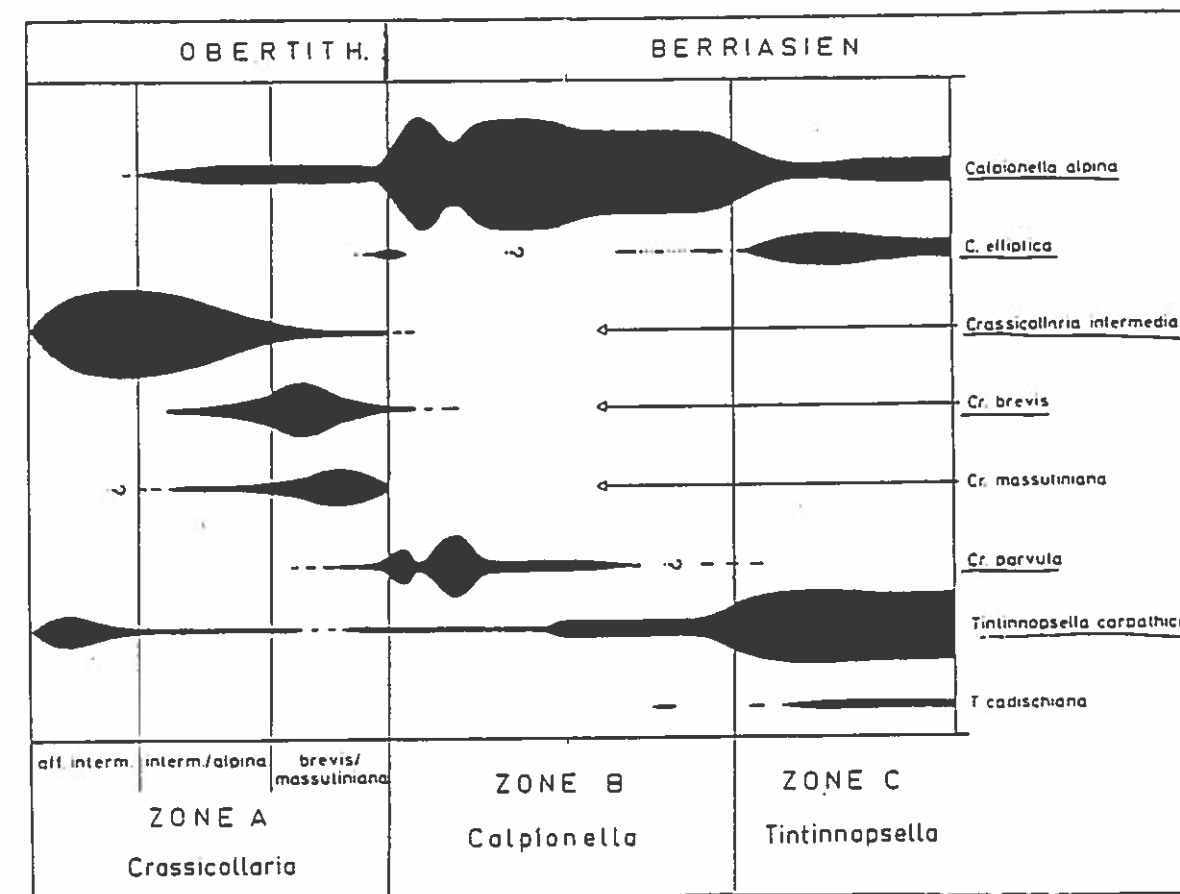 OBERTITH.
BERRIASIEN
Calpionella alpina
?
C. elliptica
Crassicollaria intermedia
Cr. brevis
?
Cr. massutiniana
?
Cr. parvula
Tintinnopsella carpathica
T cadischiana
aff. interm.
interm./alpina
brevis/
massutiniana
ZONE A
Crassicollaria
ZONE B
Calpionella
ZONE C
Tintinnopsella